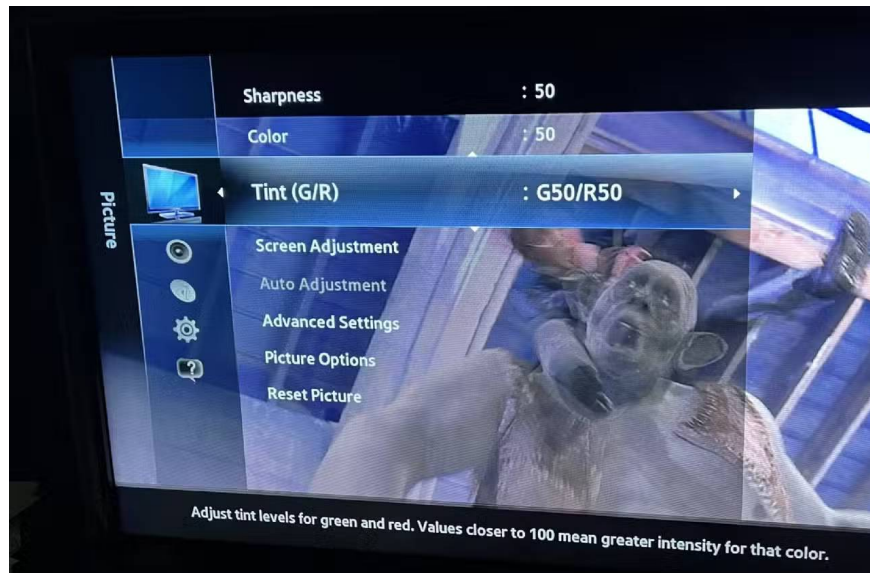 Picture
Sharpness : 50
Color : 50
Tint (G/R) : G50/R50
Screen Adjustment
Auto Adjustment
Advanced Settings
Picture Options
Reset Picture
?
Adjust tint levels for green and red. Values closer to 100 mean greater intensity for that color.